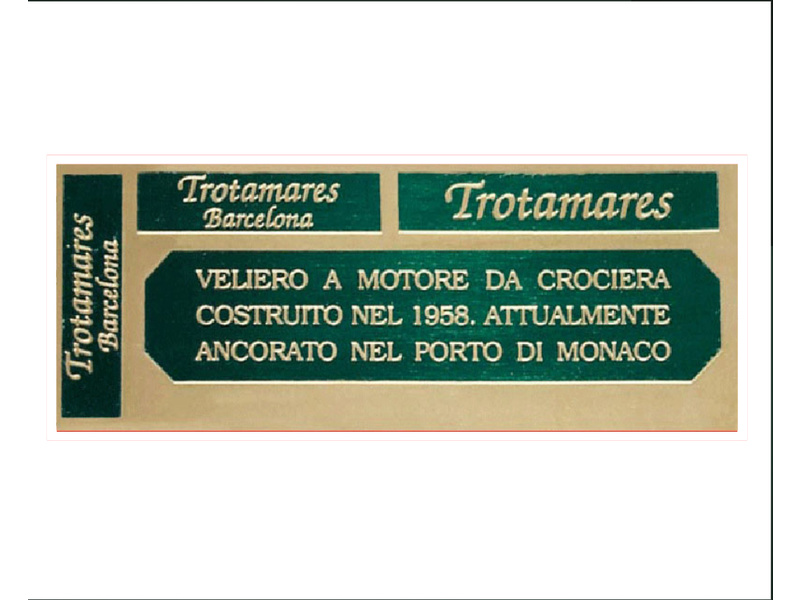 Trotamares
Barcelona
Trotamares
Barcelona
Trotamares
VELIERO A MOTORE DA CROCIERA
COSTRUITO NEL 1958. ATTUALMENTE
ANCORATO NEL PORTO DI MONACO